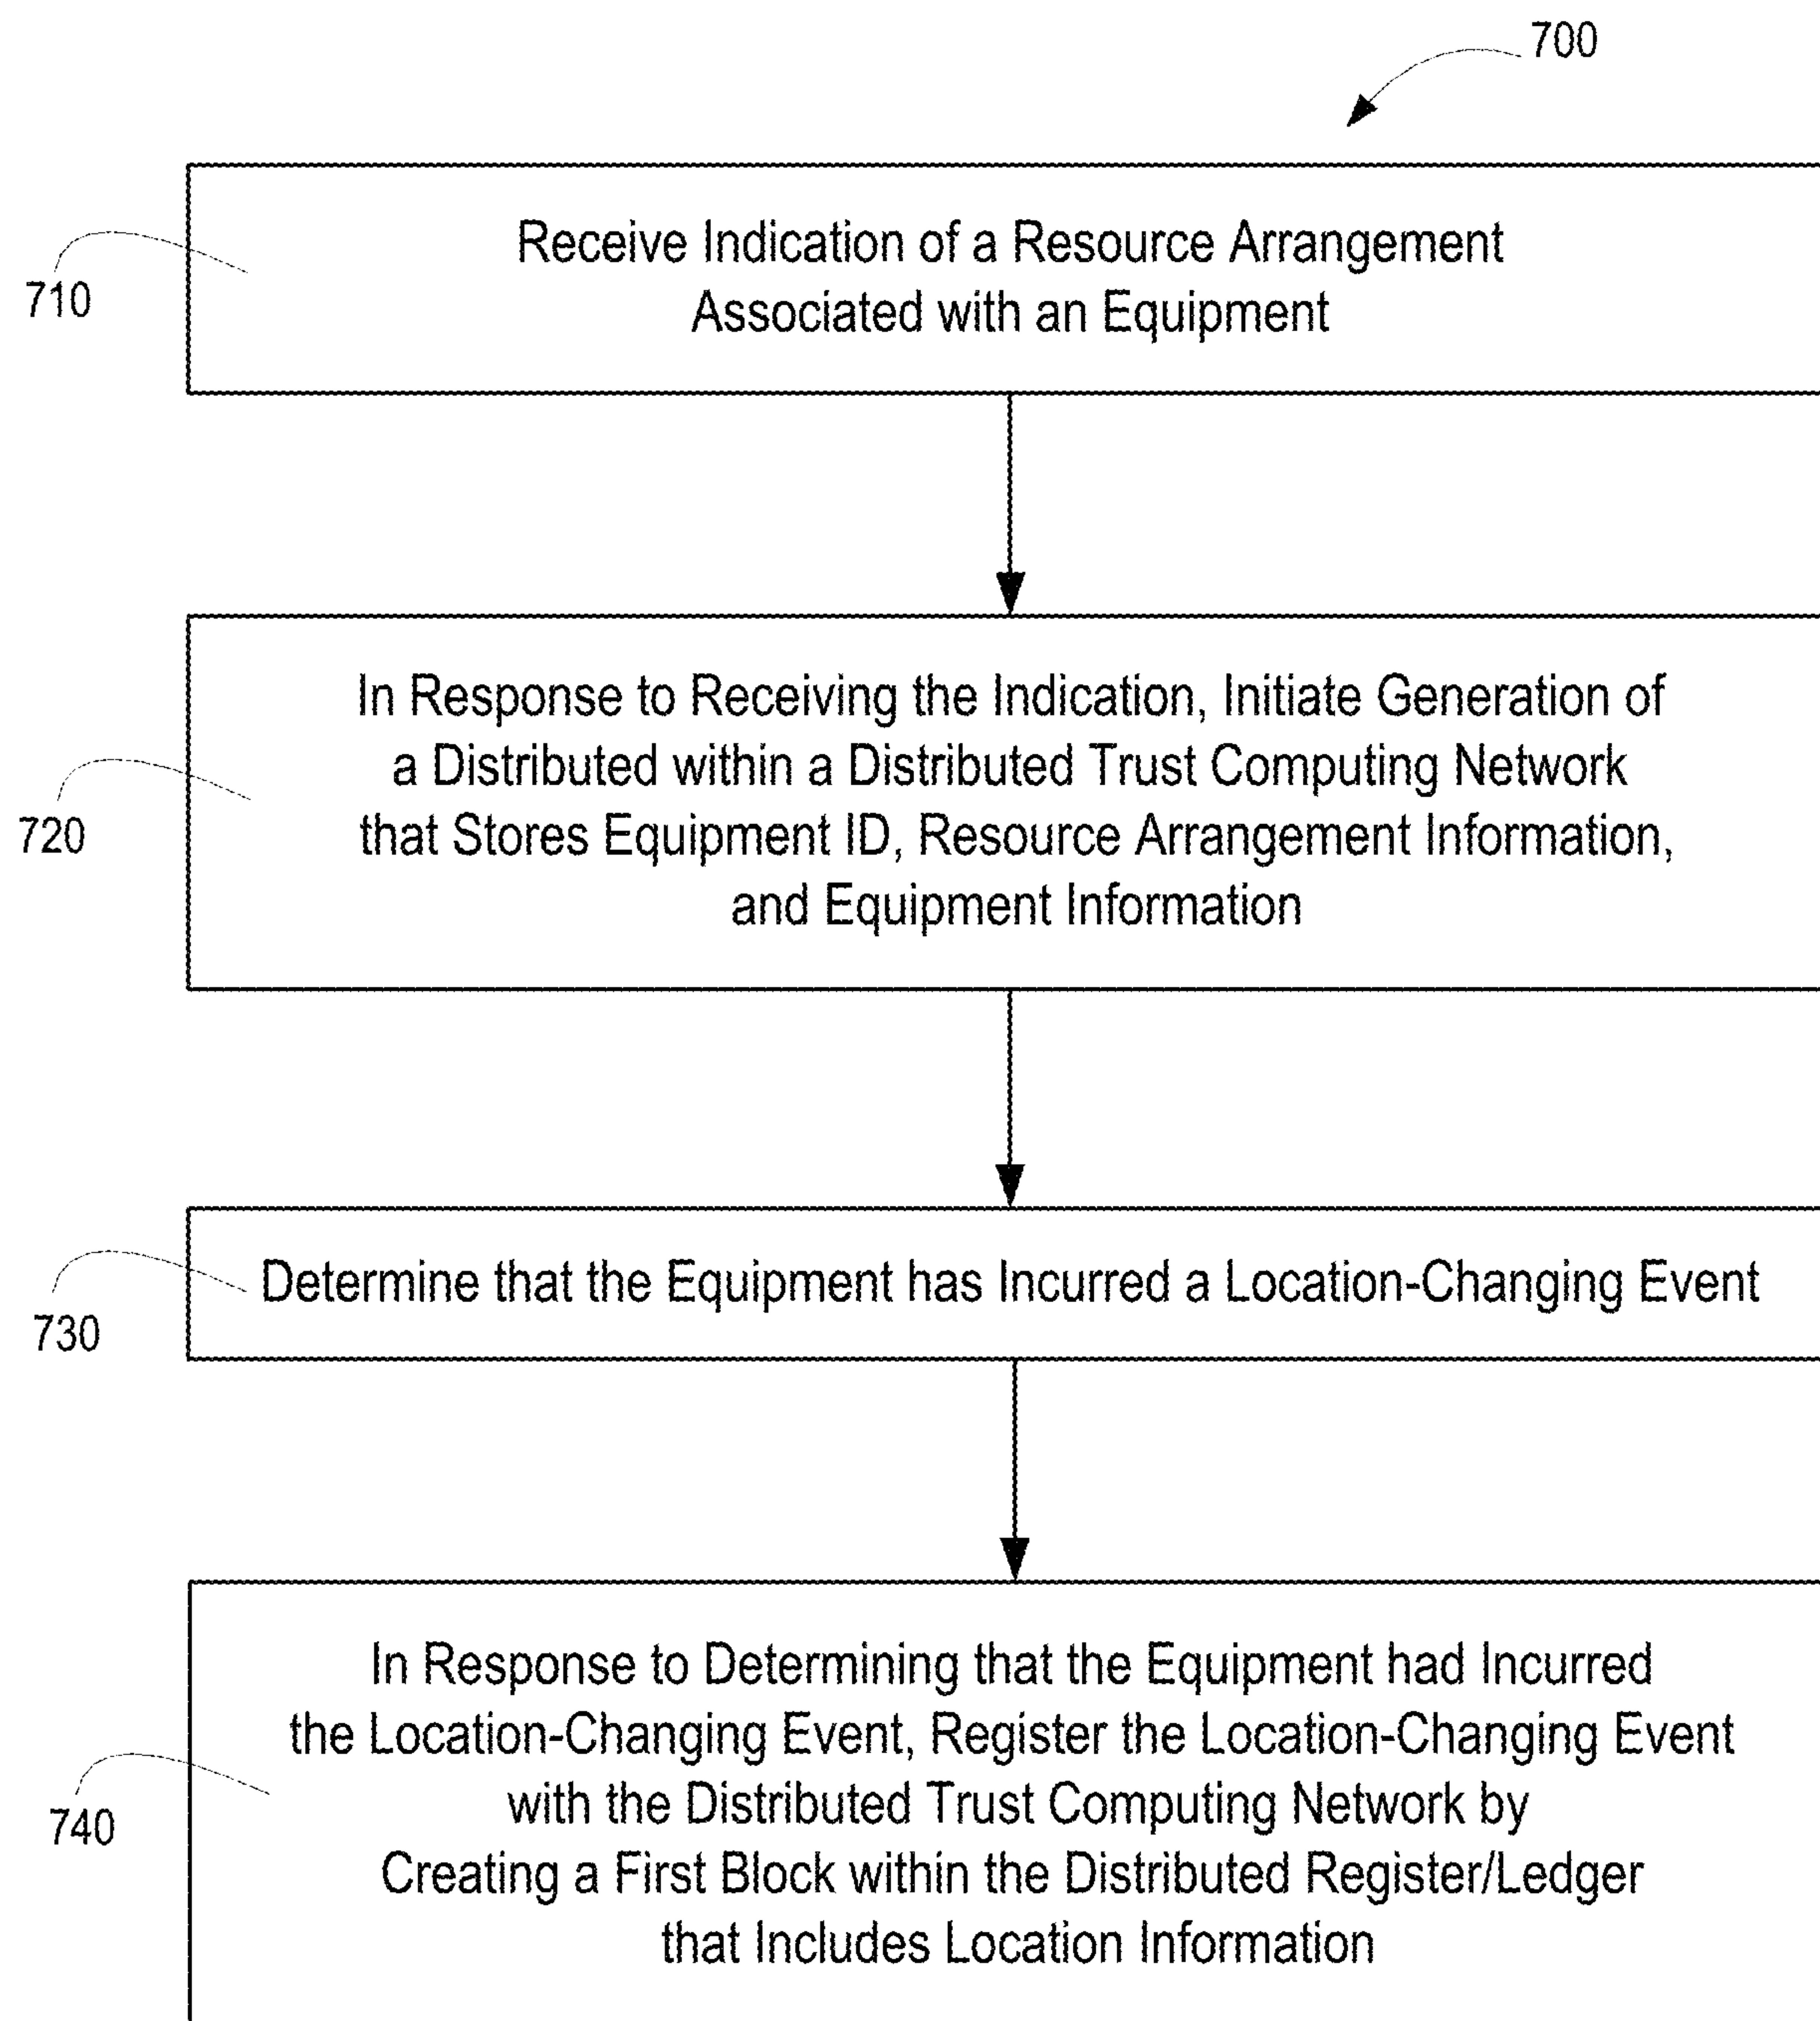 700
710
Receive Indication of a Resource Arrangement
Associated with an Equipment
720
In Response to Receiving the Indication, Initiate Generation of
a Distributed within a Distributed Trust Computing Network
that Stores Equipment ID, Resource Arrangement Information,
and Equipment Information
730
Determine that the Equipment has Incurred a Location-Changing Event
740
In Response to Determining that the Equipment had Incurred
the Location-Changing Event, Register the Location-Changing Event
with the Distributed Trust Computing Network by
Creating a First Block within the Distributed Register/Ledger
that Includes Location Information